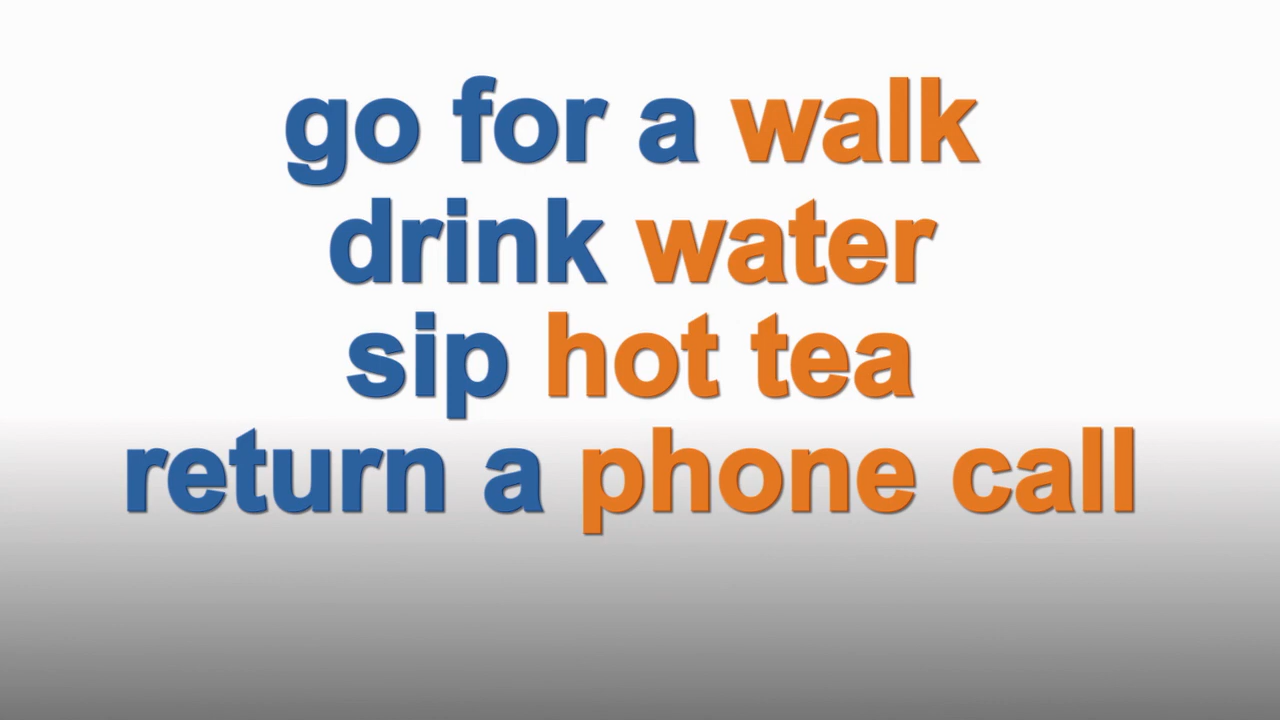 go for a walk
drink water
sip hot tea
return a phone call